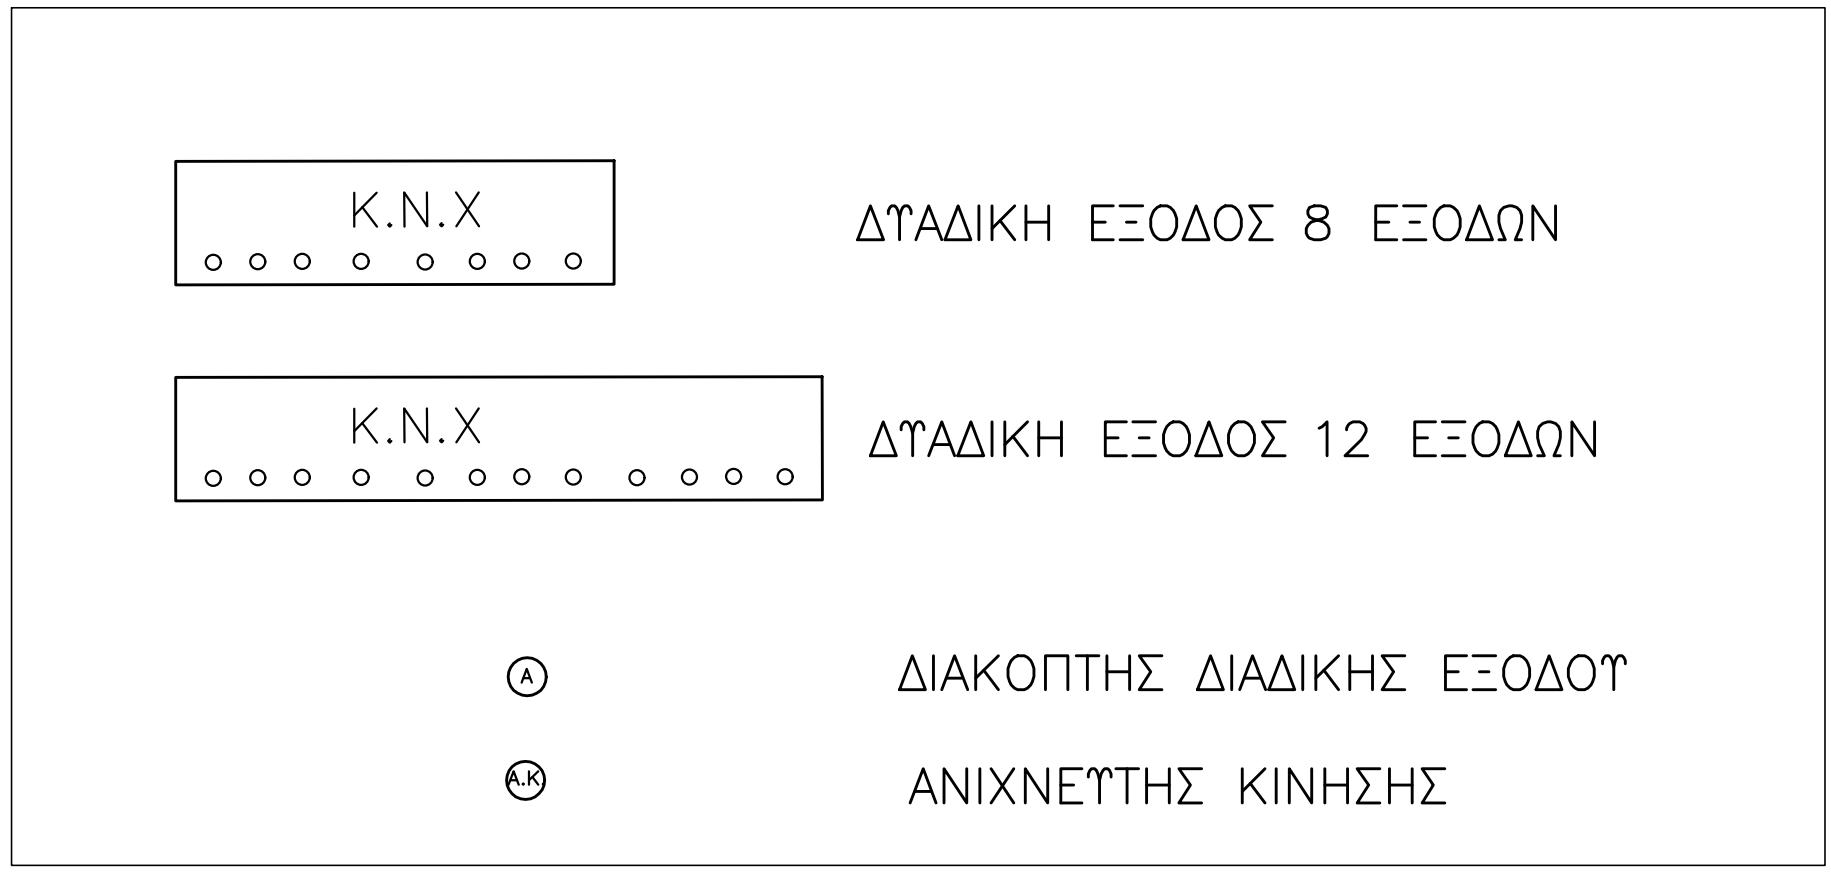 K.N.X
ΔΥΑΔΙΚΗ ΕΞΟΔΟΣ 8 ΕΞΟΔΩΝ
K.N.X
ΔΥΑΔΙΚΗ ΕΞΟΔΟΣ 12 ΕΞΟΔΩΝ
A
ΔΙΑΚΟΠΤΗΣ ΔΙΑΔΙΚΗΣ ΕΞΟΔΟΥ
A.K.
ΑΝΙΧΝΕΥΤΗΣ ΚΙΝΗΣΗΣ